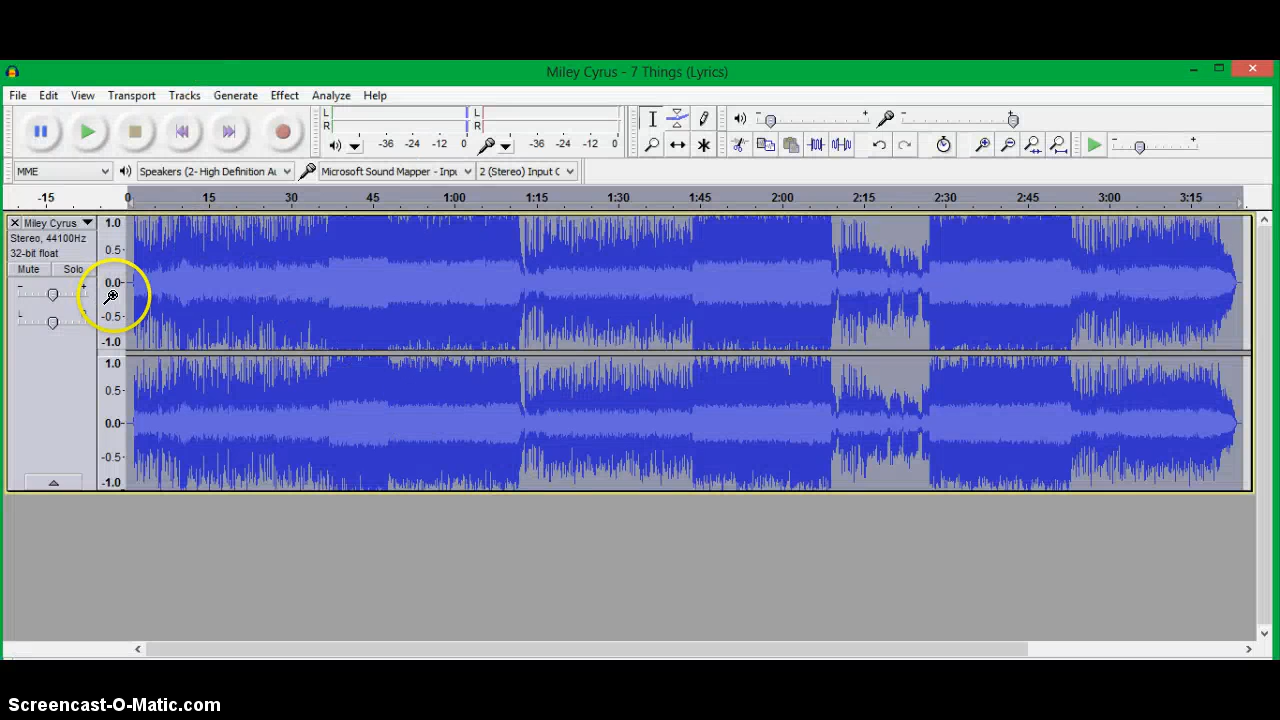 Miley Cyrus - 7 Things (Lyrics)
File Edit View Transport Tracks Generate Effect Analyze Help
L L
R R
-36 -24 -12 0 -36 -24 -12 0
MME Speakers (2- High Definition Au Microsoft Sound Mapper - Inpu 2 (Stereo) Input C
-15 0 15 30 45 1:00 1:15 1:30 1:45 2:00 2:15 2:30 2:45 3:00 3:15
Miley Cyrus 1.0
Stereo, 44100Hz
32-bit float
0.5
Mute Solo
- +
0.0
L
-0.5
-1.0
1.0
0.5
0.0
-0.5
-1.0
Screencast-O-Matic.com